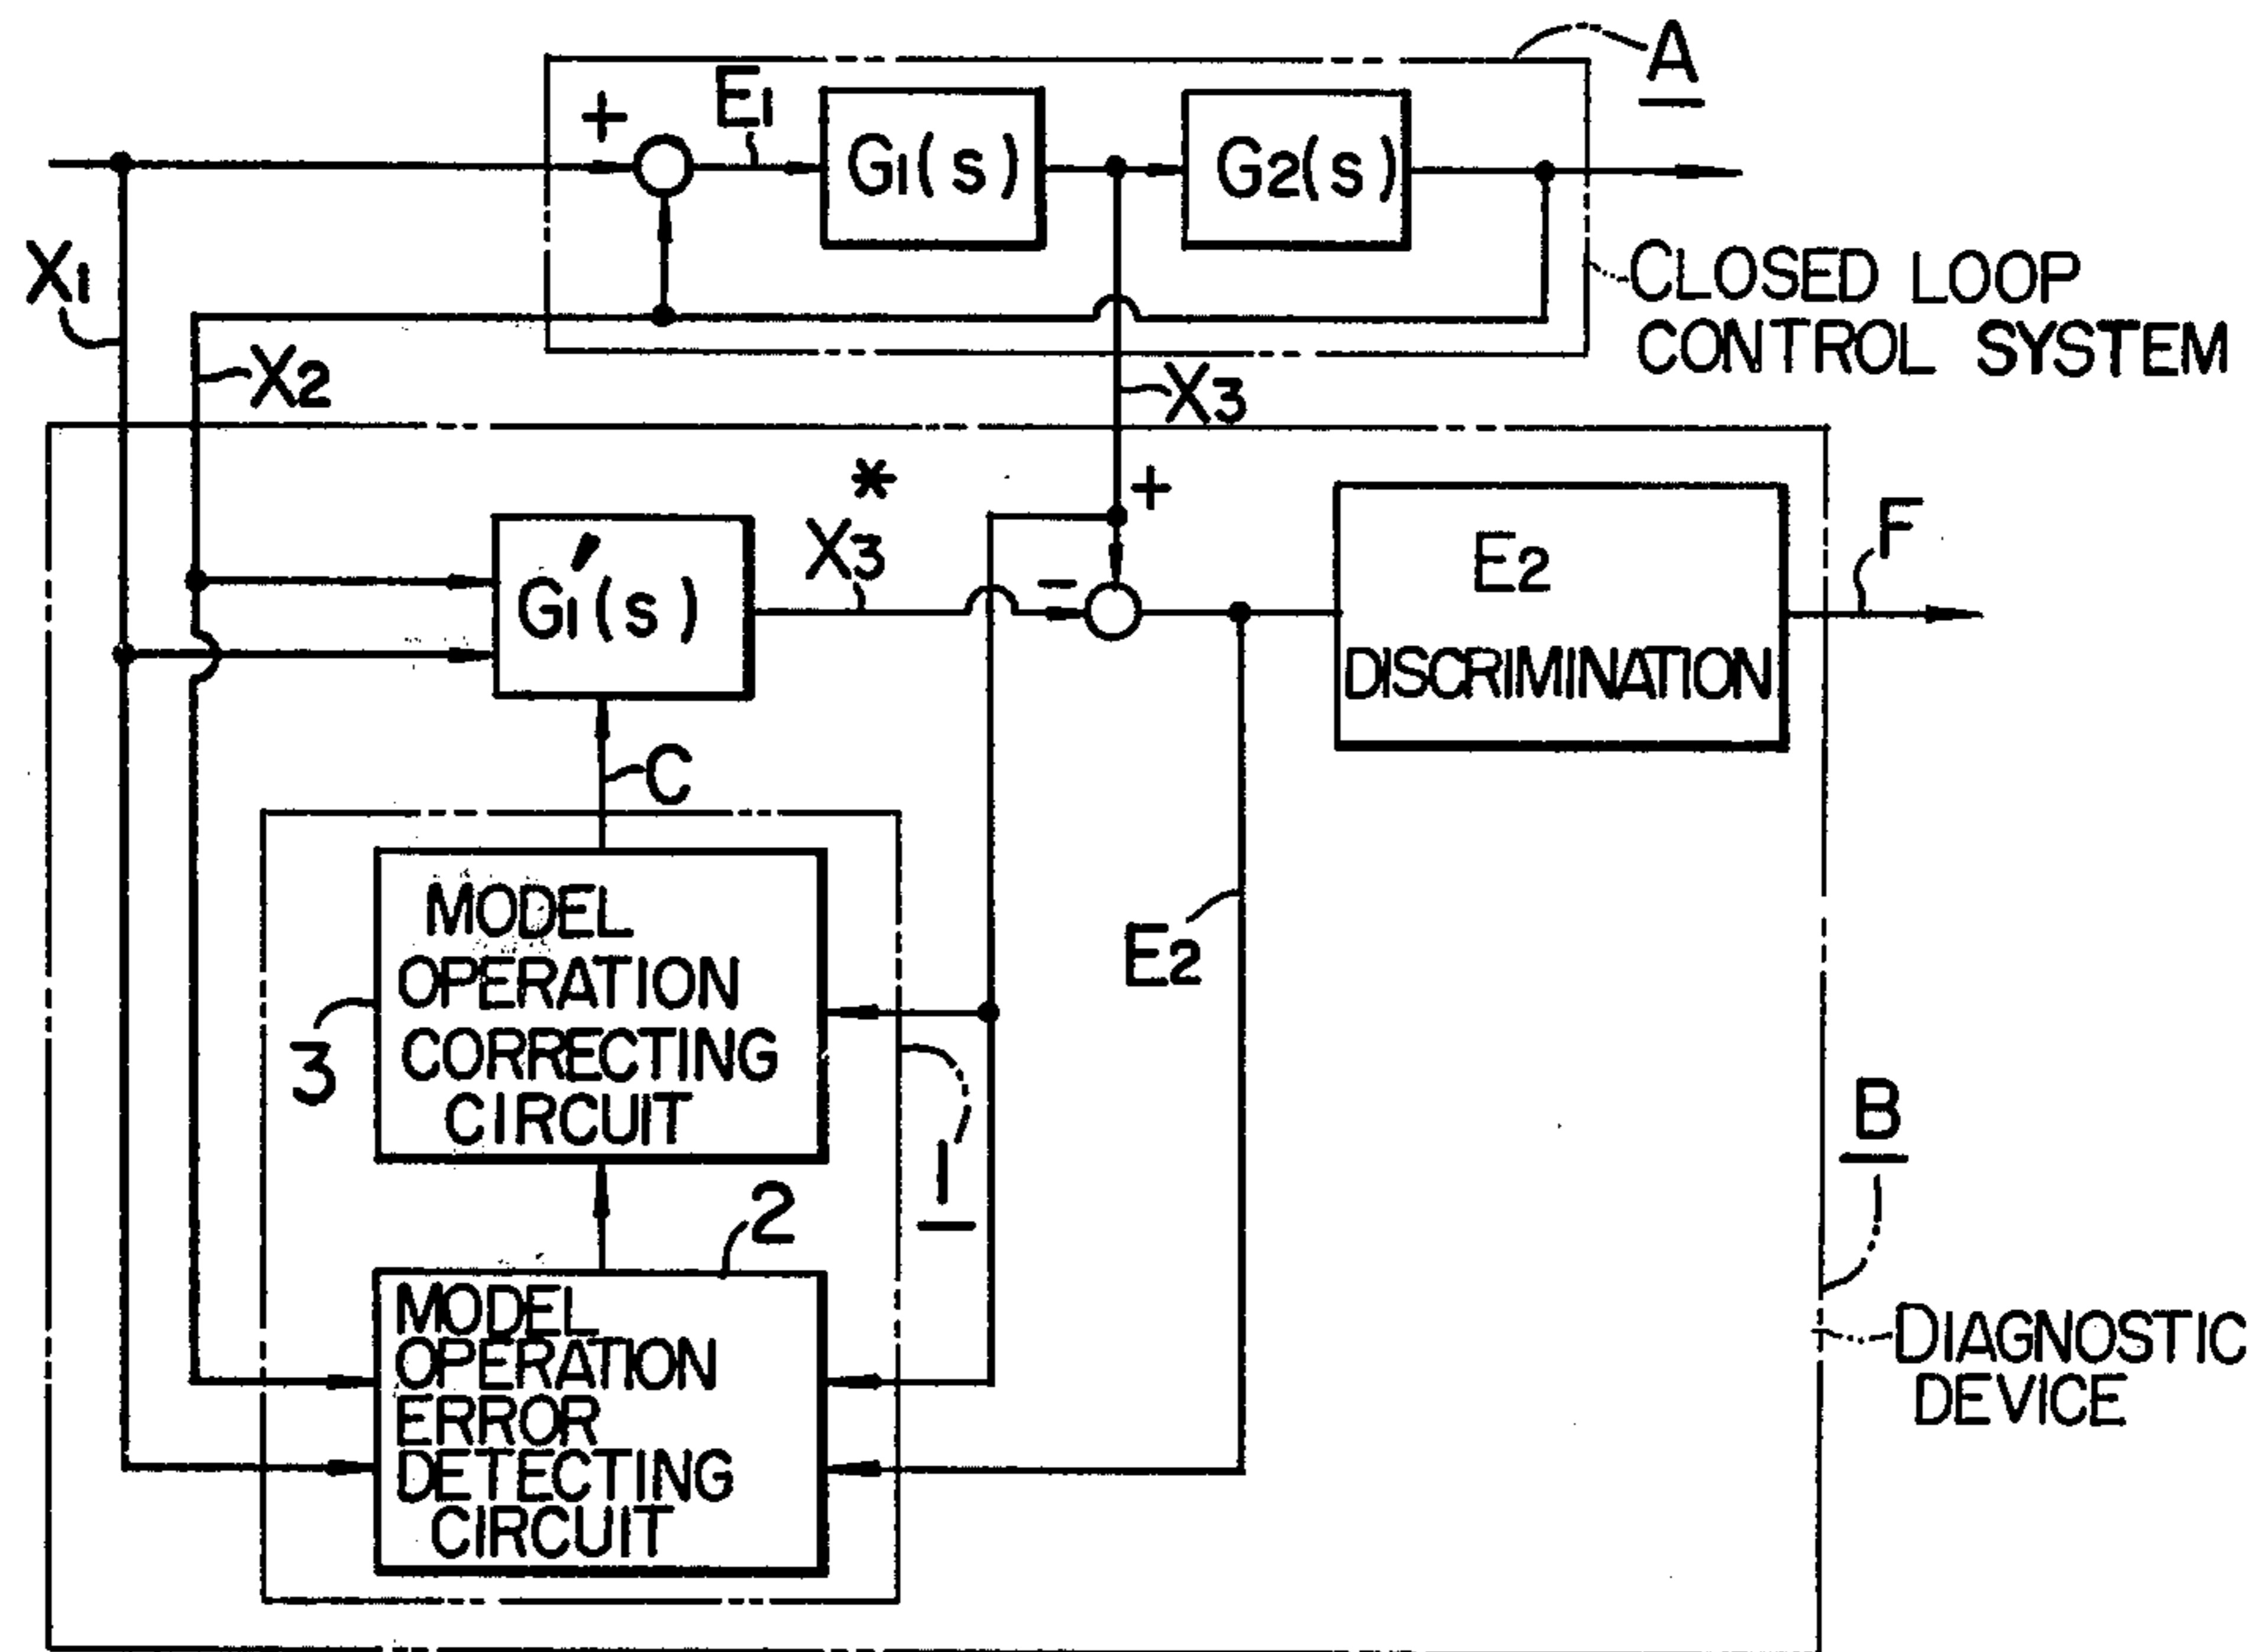 A
+
E1
G1(s)
G2(s)
X1
CLOSED LOOP
CONTROL SYSTEM
X2
X3
*
X3
+
-
G1'(s)
E2
DISCRIMINATION
F
C
MODEL
OPERATION
CORRECTING
CIRCUIT
3
E2
1
B
2
MODEL
OPERATION
ERROR
DETECTING
CIRCUIT
DIAGNOSTIC
DEVICE